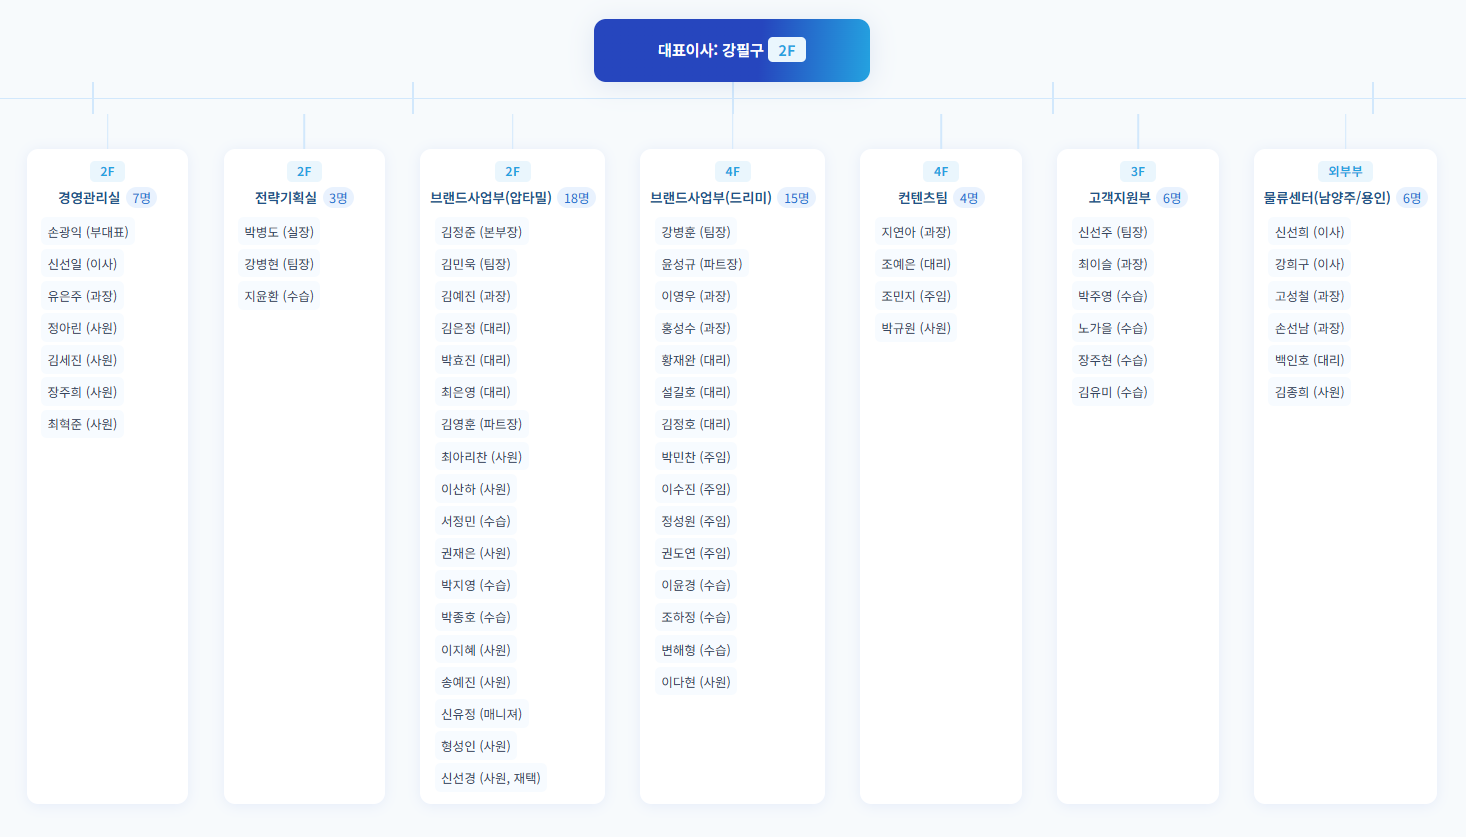 대표이사: 강필구 2F
2F
경영관리실 7명
손광익 (부대표)
신선일 (이사)
유은주 (과장)
정아린 (사원)
김세진 (사원)
장주희 (사원)
최혁준 (사원)
2F
전략기획실 3명
박병도 (실장)
강병현 (팀장)
지윤환 (수습)
2F
브랜드사업부(압타밀) 18명
김정준 (본부장)
김민욱 (팀장)
김예진 (과장)
김은정 (대리)
박효진 (대리)
최은영 (대리)
김영훈 (파트장)
최아리찬 (사원)
이산하 (사원)
서정민 (수습)
권재은 (사원)
박지영 (수습)
박종호 (수습)
이지혜 (사원)
송예진 (사원)
신유정 (매니져)
형성인 (사원)
신선경 (사원, 재택)
4F
브랜드사업부(드리미) 15명
강병훈 (팀장)
윤성규 (파트장)
이영우 (과장)
홍성수 (과장)
황재완 (대리)
설길호 (대리)
김정호 (대리)
박민찬 (주임)
이수진 (주임)
정성원 (주임)
권도연 (주임)
이윤경 (수습)
조하정 (수습)
변해형 (수습)
이다현 (사원)
4F
컨텐츠팀 4명
지연아 (과장)
조예은 (대리)
조민지 (주임)
박규원 (사원)
3F
고객지원부 6명
신선주 (팀장)
최이슬 (과장)
박주영 (수습)
노가을 (수습)
장주현 (수습)
김유미 (수습)
외부부
물류센터(남양주/용인) 6명
신선희 (이사)
강희구 (이사)
고성철 (과장)
손선남 (과장)
백인호 (대리)
김종희 (사원)